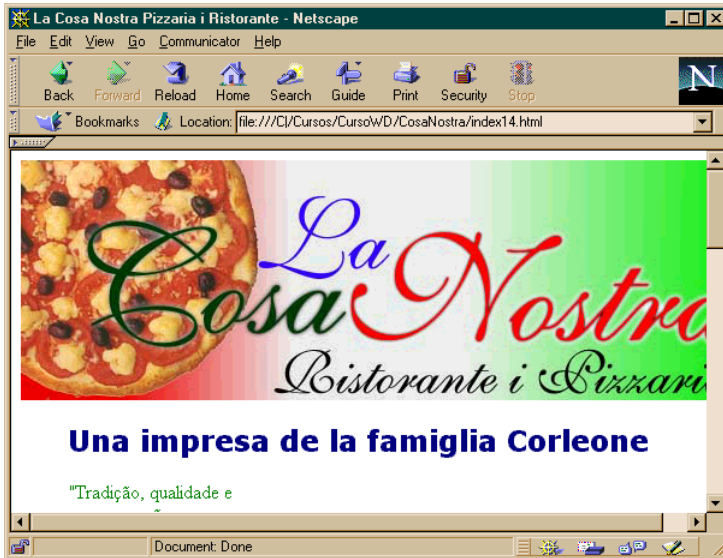 La Cosa Nostra Pizzaria i Ristorante - Netscape
File Edit View Go Communicator Help
Back Forward Reload Home Search Guide Print Security Stop
N
Bookmarks Location: file:///C|/Cursos/CursoWD/CosaNostra/index14.html
La
Cosa Nostra
Ristorante i Pizzari
Una impresa de la famiglia Corleone
"Tradição, qualidade e
Document: Done